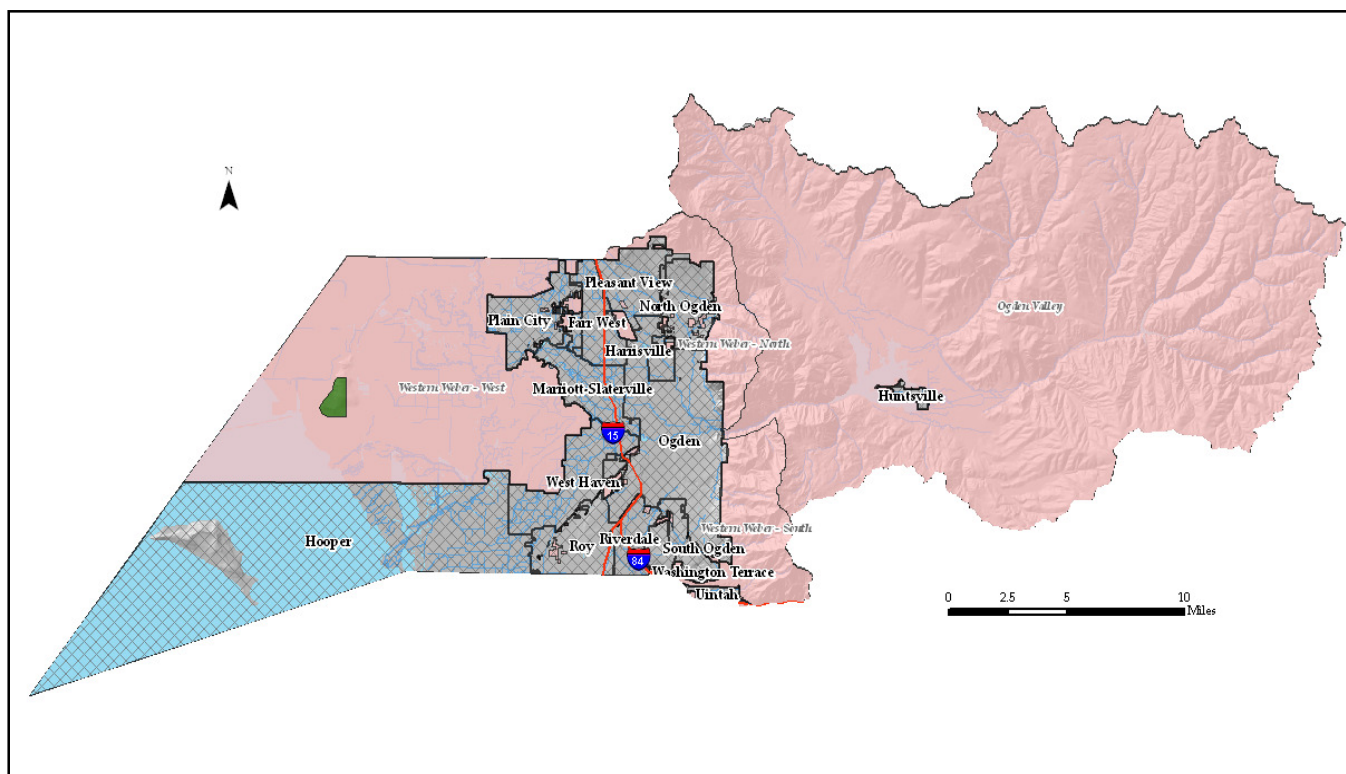 N
Pleasant View
North Ogden
Ogden Valley
Plain City
Farr West
Harrisville
Western Weber - North
Western Weber - West
Marriott-Slaterville
Huntsville
15
Ogden
West Haven
Western Weber - South
Hooper
Roy
Riverdale
South Ogden
84
Washington Terrace
Uintah
0 2.5 5 10
Miles